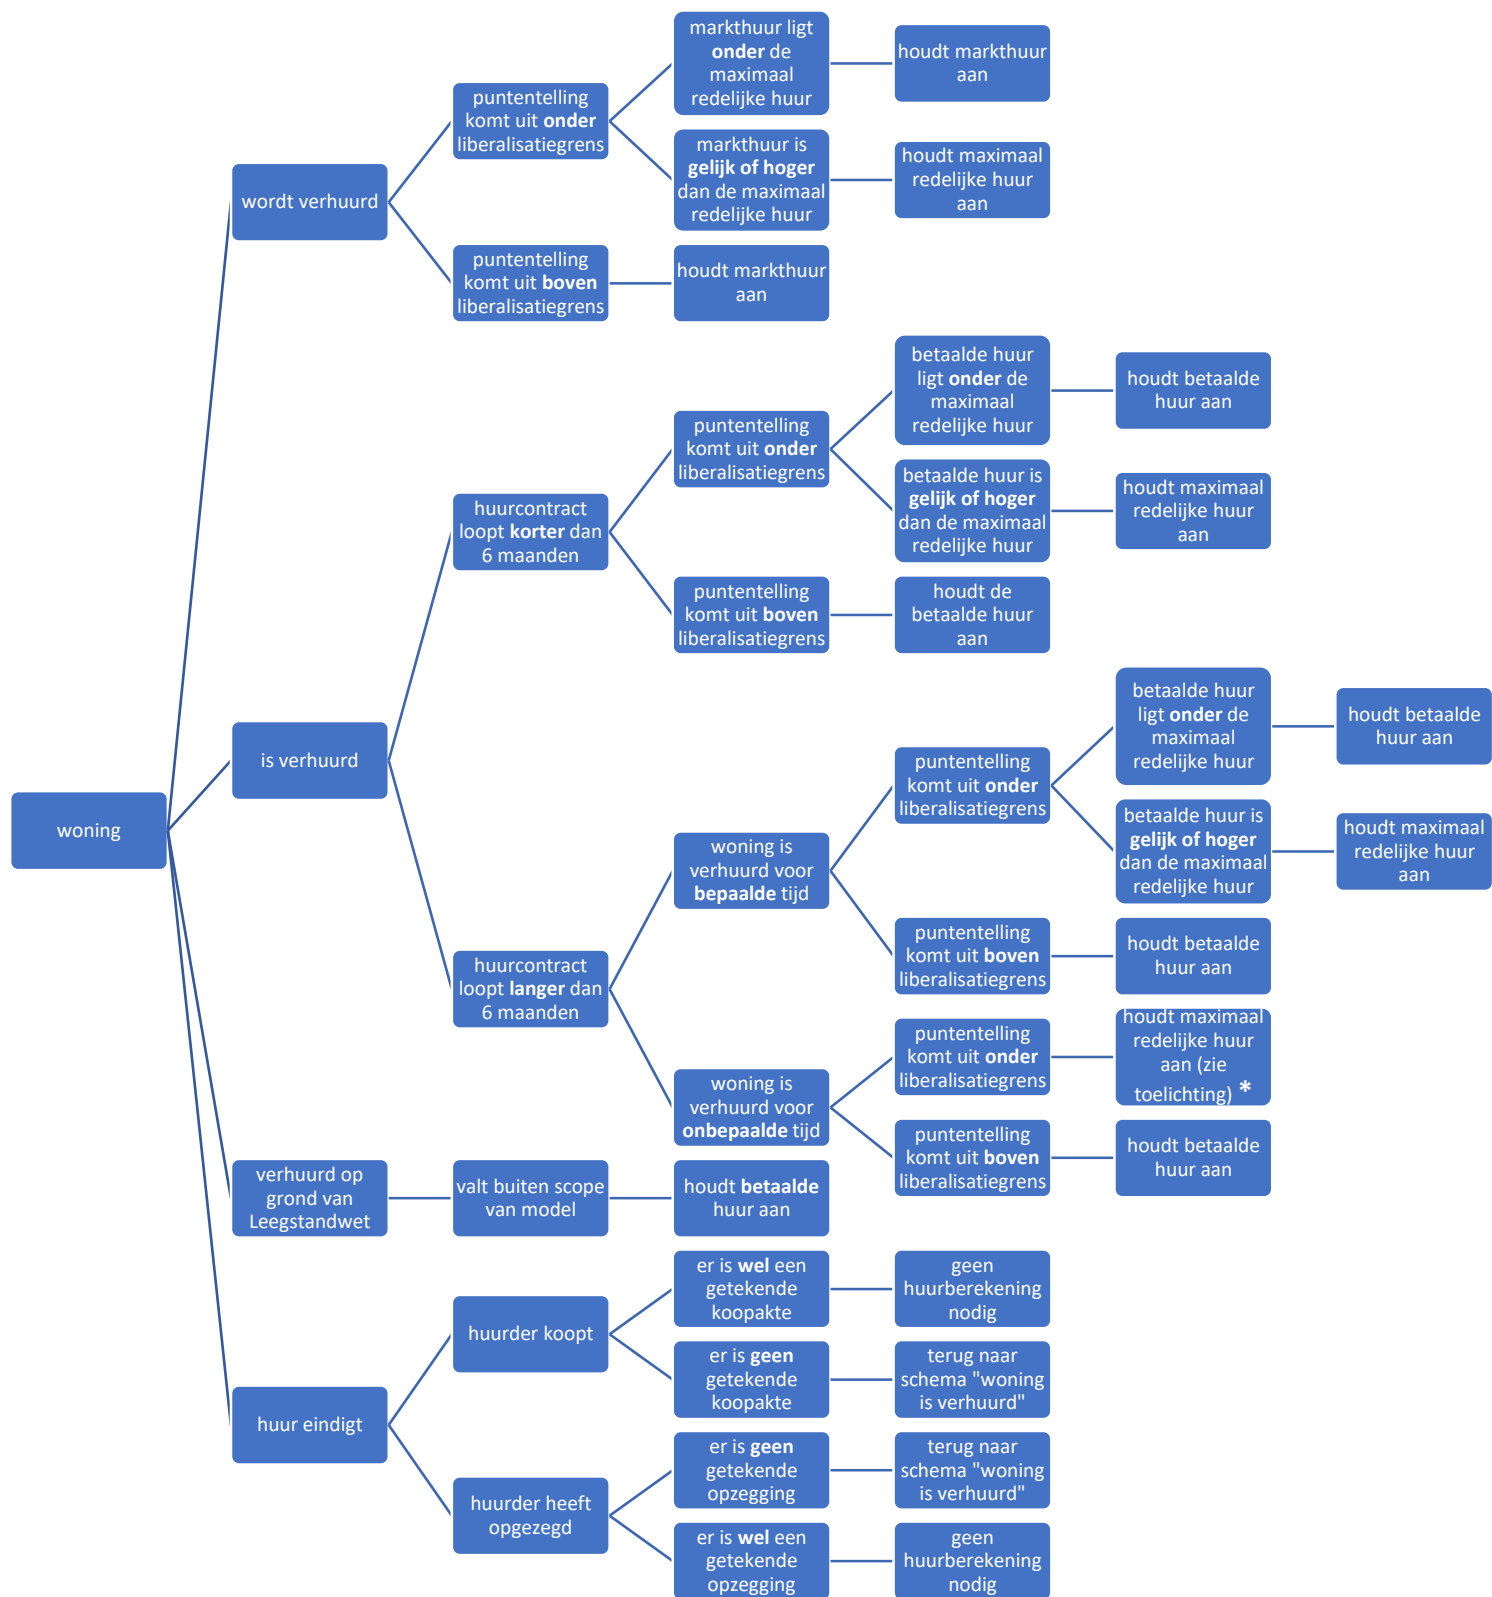 woning
wordt verhuurd
puntentelling
komt uit onder
liberalisatiegrens
markthuur ligt
onder de
maximaal
redelijke huur
houdt markthuur
aan
markthuur is
gelijk of hoger
dan de maximaal
redelijke huur
houdt maximaal
redelijke huur
aan
puntentelling
komt uit boven
liberalisatiegrens
houdt markthuur
aan
is verhuurd
huurcontract
loopt korter dan
6 maanden
puntentelling
komt uit onder
liberalisatiegrens
betaalde huur
ligt onder de
maximaal
redelijke huur
houdt betaalde
huur aan
betaalde huur is
gelijk of hoger
dan de maximaal
redelijke huur
houdt maximaal
redelijke huur
aan
puntentelling
komt uit boven
liberalisatiegrens
houdt de
betaalde huur
aan
huurcontract
loopt langer dan
6 maanden
woning is
verhuurd voor
bepaalde tijd
puntentelling
komt uit onder
liberalisatiegrens
betaalde huur
ligt onder de
maximaal
redelijke huur
houdt betaalde
huur aan
betaalde huur is
gelijk of hoger
dan de maximaal
redelijke huur
houdt maximaal
redelijke huur
aan
puntentelling
komt uit boven
liberalisatiegrens
houdt betaalde
huur aan
woning is
verhuurd voor
onbepaalde tijd
puntentelling
komt uit onder
liberalisatiegrens
houdt maximaal
redelijke huur
aan (zie
toelichting) *
puntentelling
komt uit boven
liberalisatiegrens
houdt betaalde
huur aan
verhuurd op
grond van
Leegstandwet
valt buiten scope
van model
houdt betaalde
huur aan
huur eindigt
huurder koopt
er is wel een
getekende
koopakte
geen
huurberekening
nodig
er is geen
getekende
koopakte
terug naar
schema "woning
is verhuurd"
huurder heeft
opgezegd
er is geen
getekende
opzegging
terug naar
schema "woning
is verhuurd"
er is wel een
getekende
opzegging
geen
huurberekening
nodig